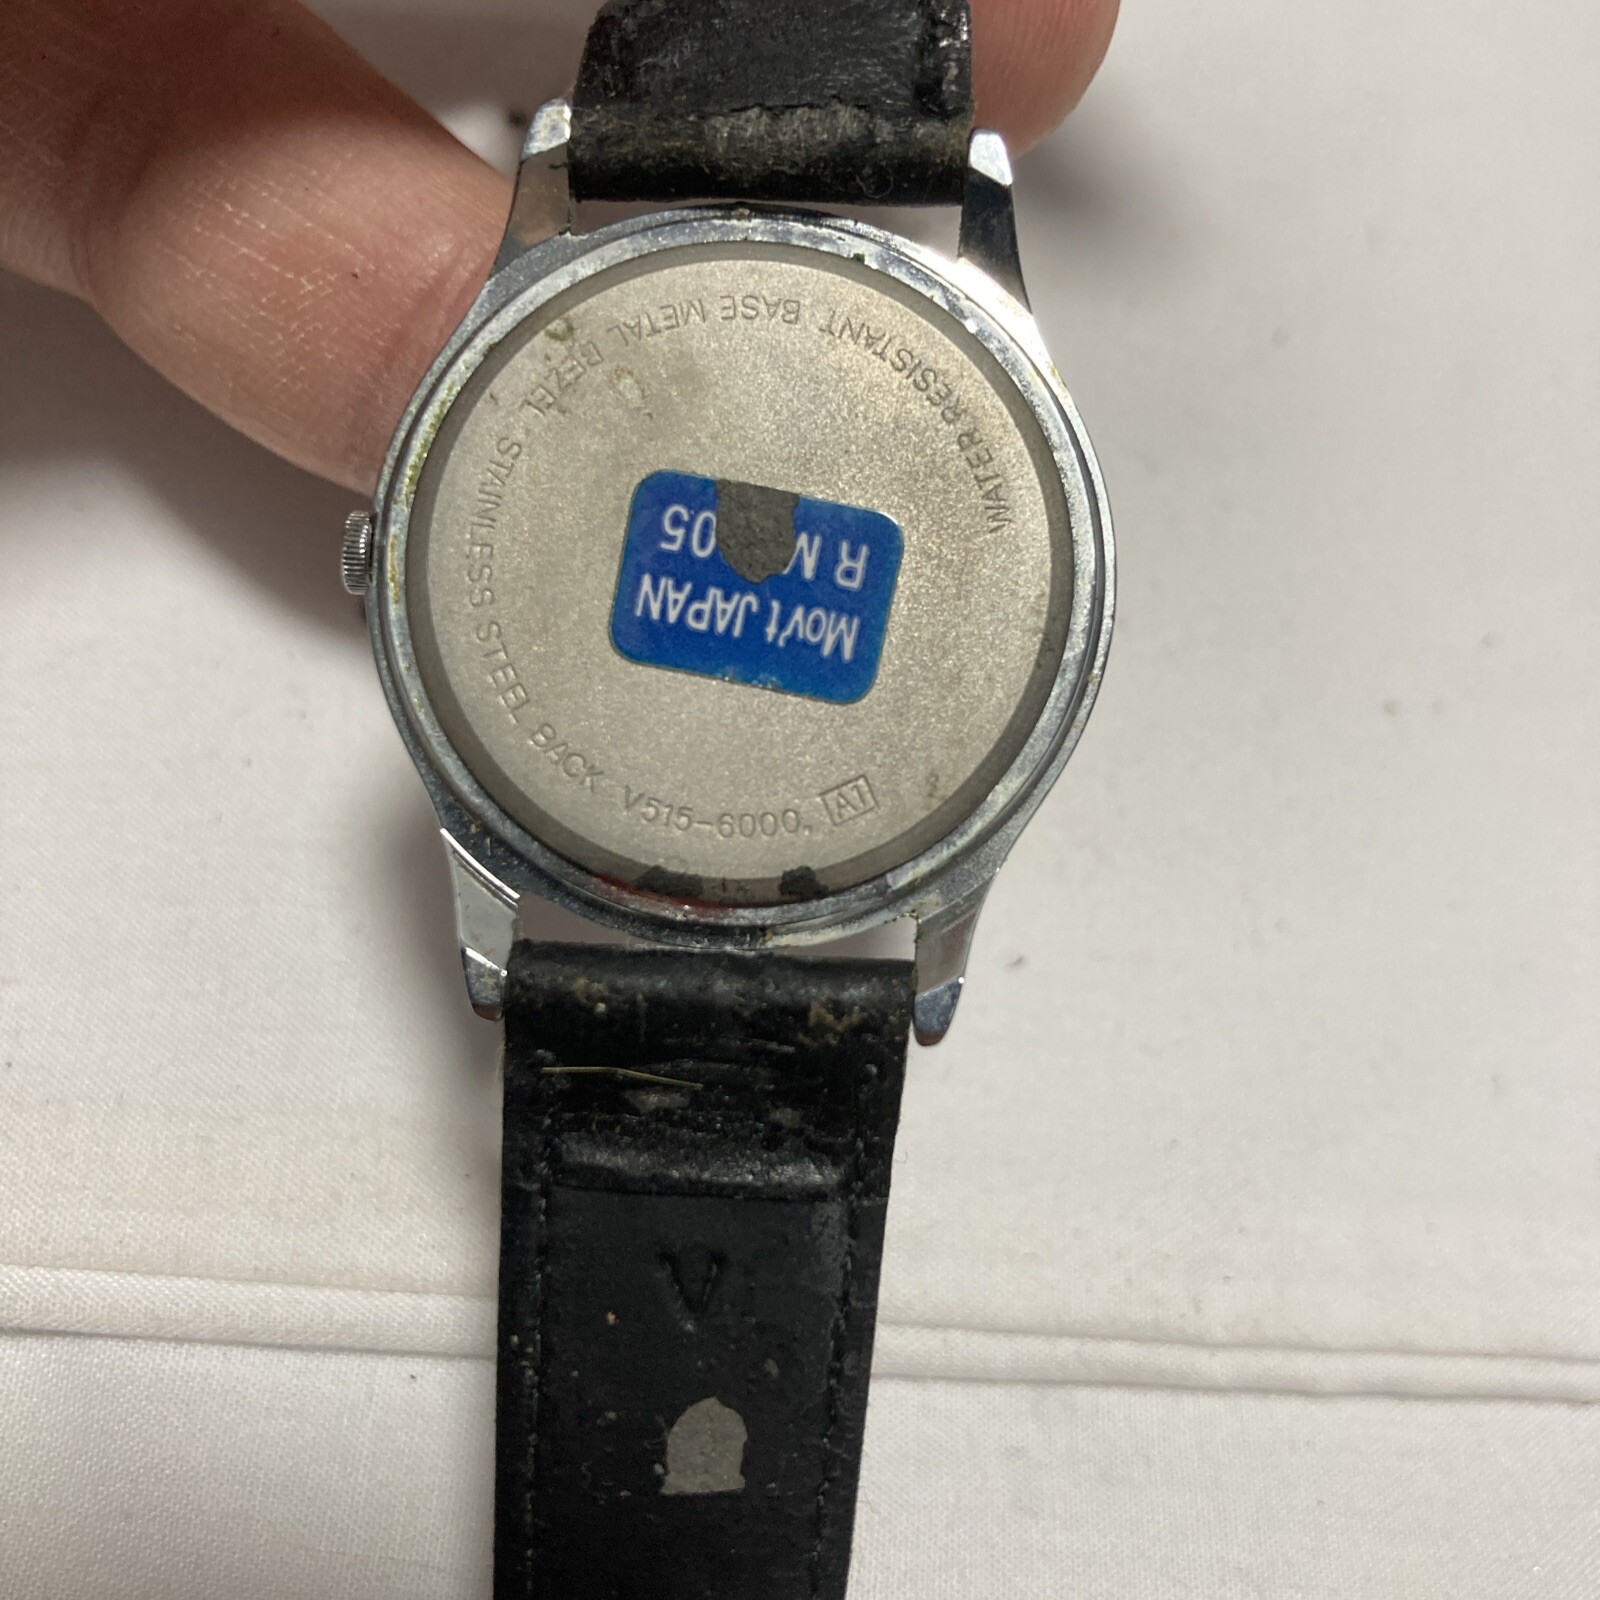 WATER RESISTANT BASE METAL BEZEL STAINLESS STEEL BACK V515-6000, A1
Mov't JAPAN
R M 05
V